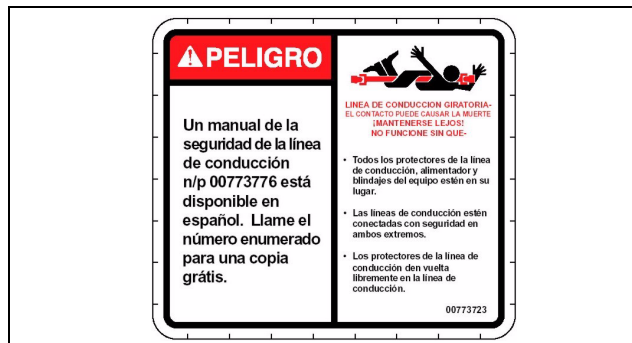 PELIGRO
Un manual de la
seguridad de la línea
de conducción
n/p 00773776 está
disponible en
español. Llame el
número enumerado
para una copia
grátis.
LINEA DE CONDUCCION GIRATORIA-
EL CONTACTO PUEDE CAUSAR LA MUERTE
¡MANTENERSE LEJOS!
NO FUNCIONE SIN QUE-
• Todos los protectores de la línea
de conducción, alimentador y
blindajes del equipo estén en su
lugar.
• Las líneas de conducción estén
conectadas con seguridad en
ambos extremos.
• Los protectores de la línea de
conducción den vuelta
libremente en la línea de
conducción.
00773723